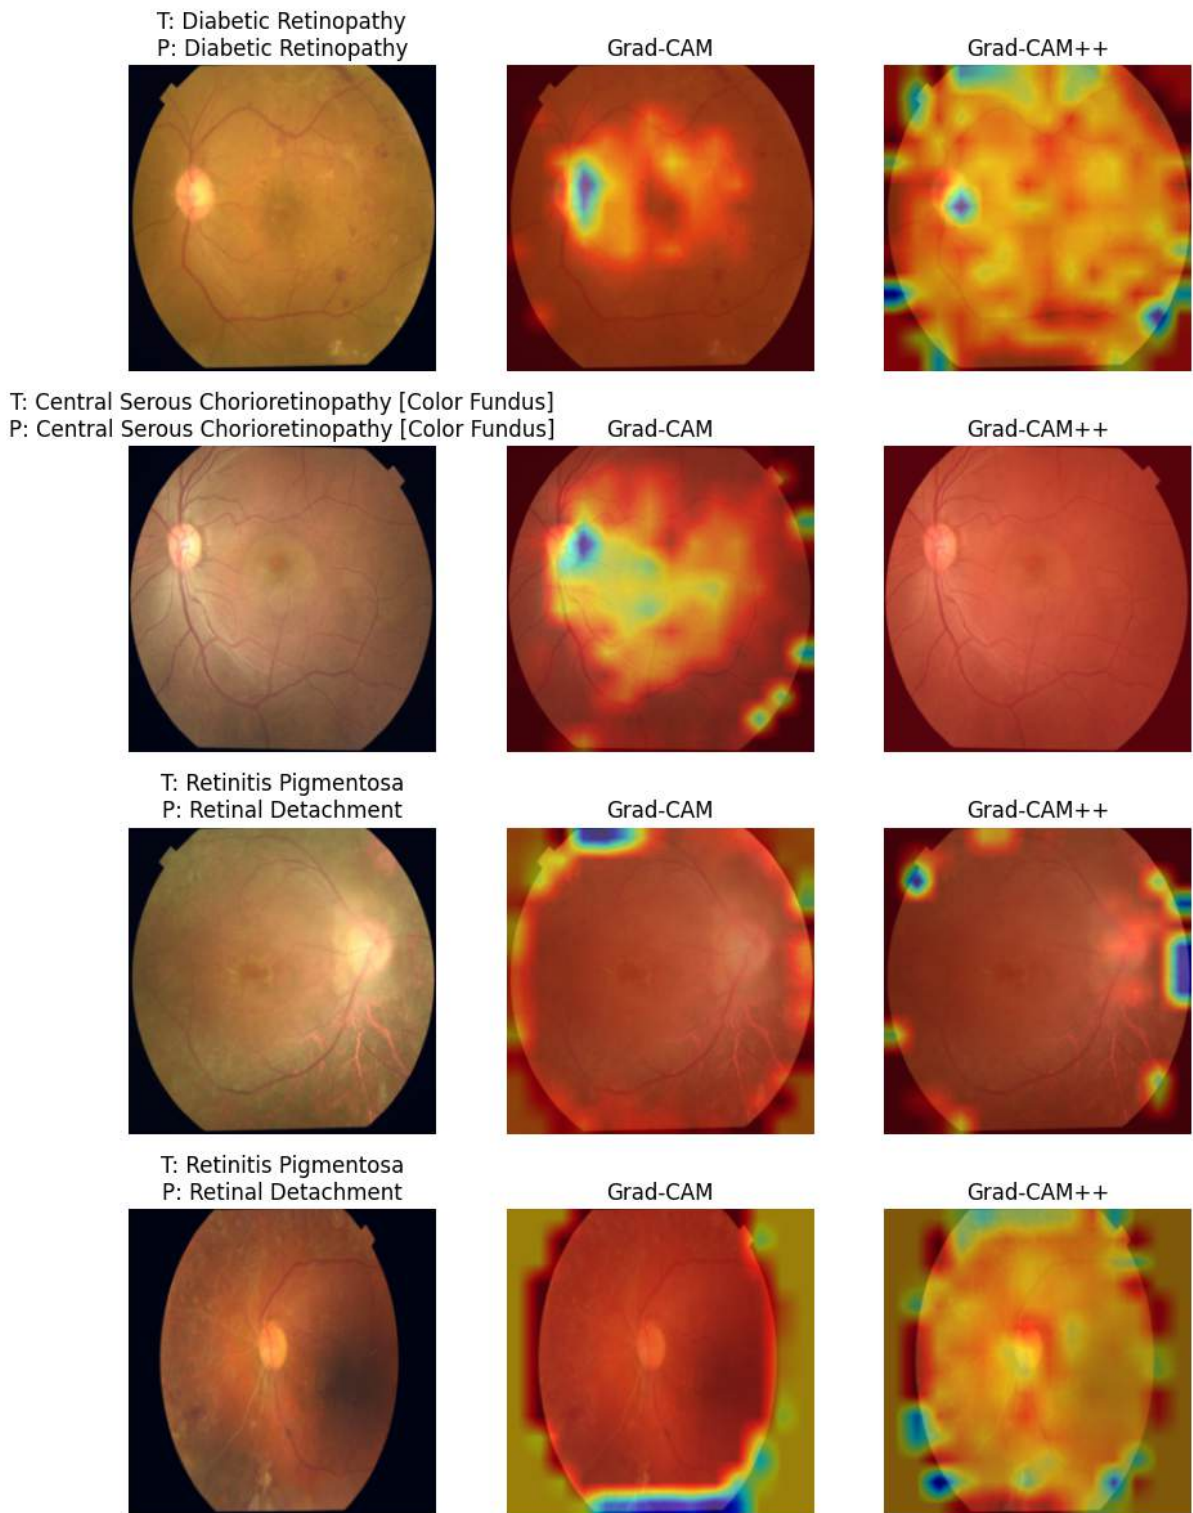 T: Diabetic Retinopathy
P: Diabetic Retinopathy
Grad-CAM
Grad-CAM++
T: Central Serous Chorioretinopathy [Color Fundus]
P: Central Serous Chorioretinopathy [Color Fundus]
Grad-CAM
Grad-CAM++
T: Retinitis Pigmentosa
P: Retinal Detachment
Grad-CAM
Grad-CAM++
T: Retinitis Pigmentosa
P: Retinal Detachment
Grad-CAM
Grad-CAM++